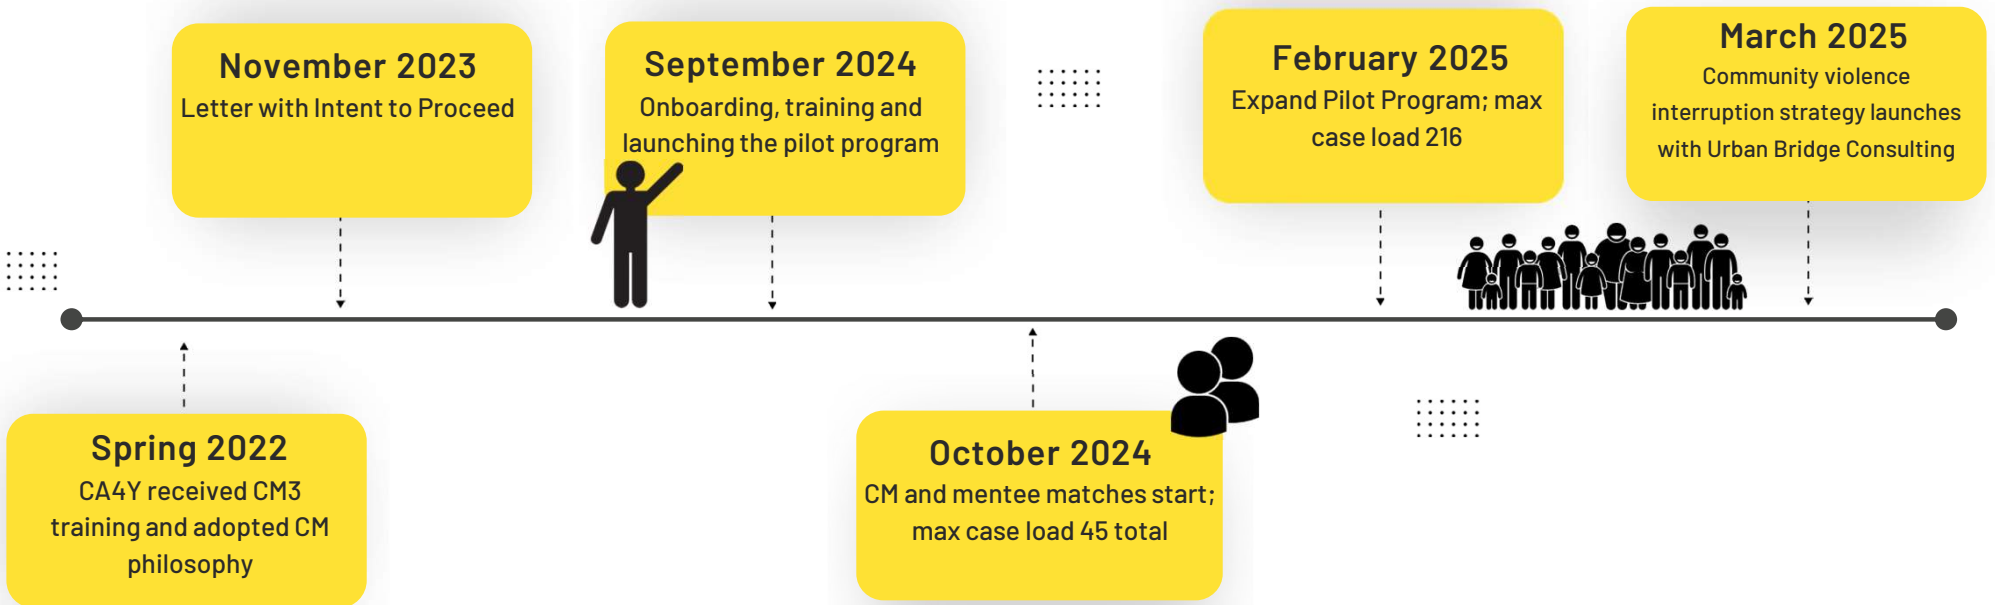 November 2023
Letter with Intent to Proceed
September 2024
Onboarding, training and
launching the pilot program
February 2025
Expand Pilot Program; max
case load 216
March 2025
Community violence
interruption strategy launches
with Urban Bridge Consulting
Spring 2022
CA4Y received CM3
training and adopted CM
philosophy
October 2024
CM and mentee matches start;
max case load 45 total